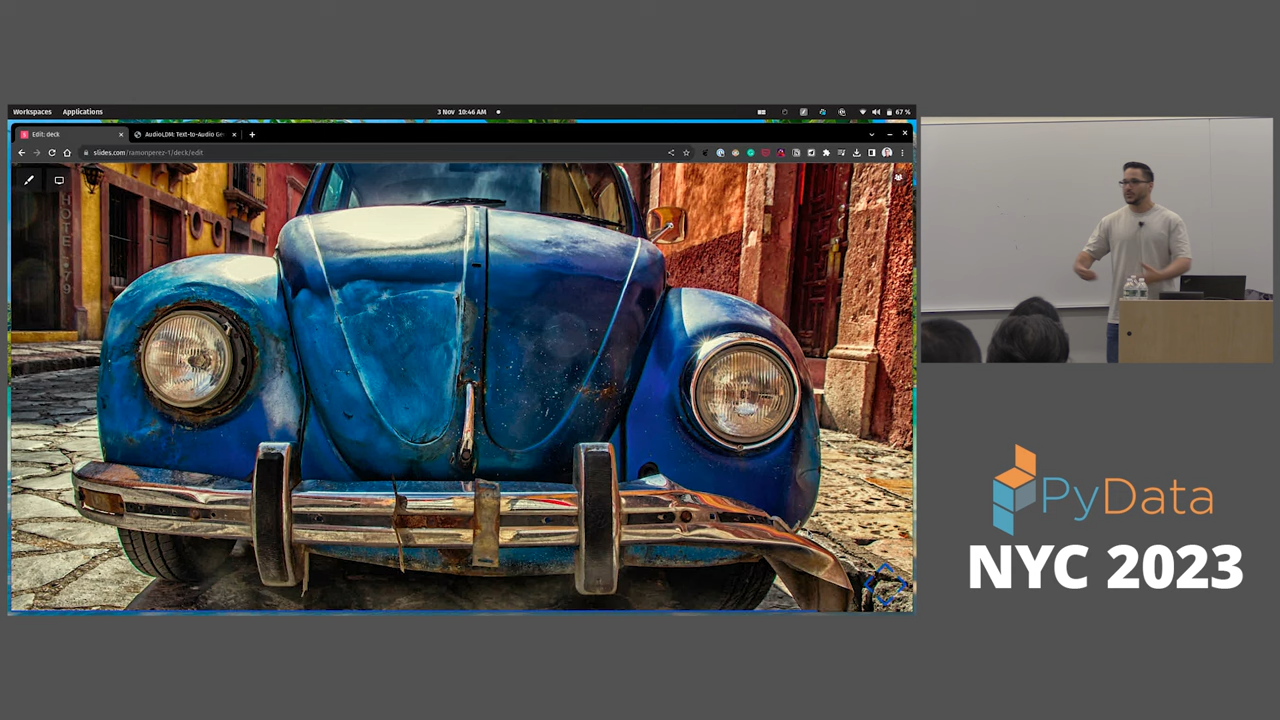 Workspaces Applications
3 Nov 10:46 AM
67 %
Edit: deck
AudioLDM: Text-to-Audio Ge
slides.com/ramonperez-1/deck/edit
HOTEL
PyData
NYC 2023